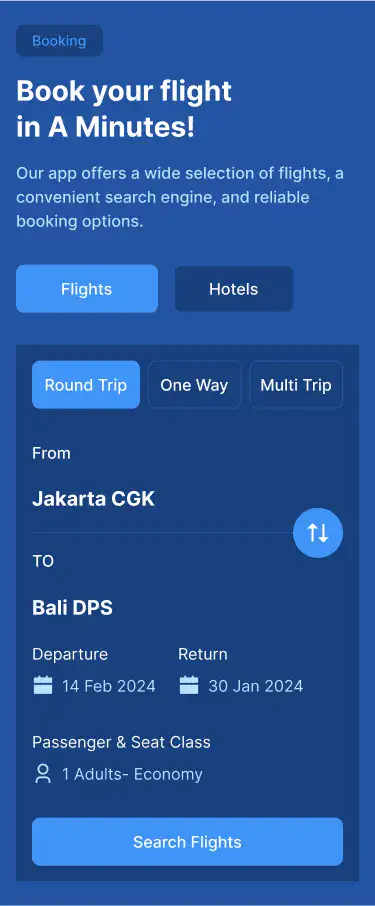 Booking
Book your flight
in A Minutes!
Our app offers a wide selection of flights, a
convenient search engine, and reliable
booking options.
Flights
Hotels
Round Trip
One Way
Multi Trip
From
Jakarta CGK
TO
Bali DPS
Departure
Return
14 Feb 2024
30 Jan 2024
Passenger & Seat Class
1 Adults- Economy
Search Flights